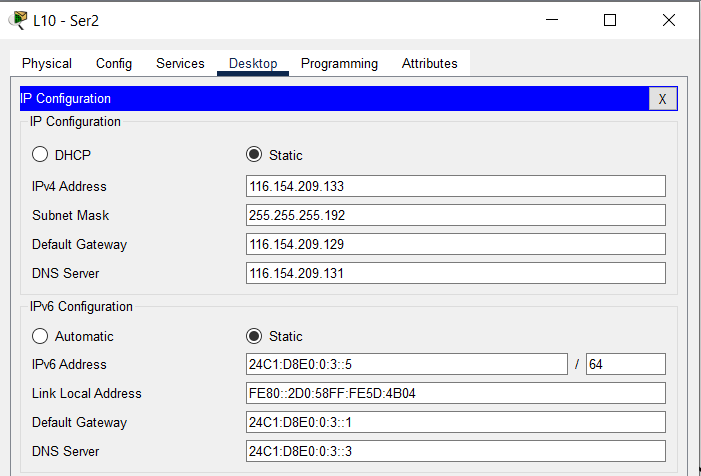 L10 - Ser2
Physical Config Services Desktop Programming Attributes
IP Configuration X
IP Configuration
DHCP Static
IPv4 Address 116.154.209.133
Subnet Mask 255.255.255.192
Default Gateway 116.154.209.129
DNS Server 116.154.209.131
IPv6 Configuration
Automatic Static
IPv6 Address 24C1:D8E0:0:3::5 / 64
Link Local Address FE80::2D0:58FF:FE5D:4B04
Default Gateway 24C1:D8E0:0:3::1
DNS Server 24C1:D8E0:0:3::3